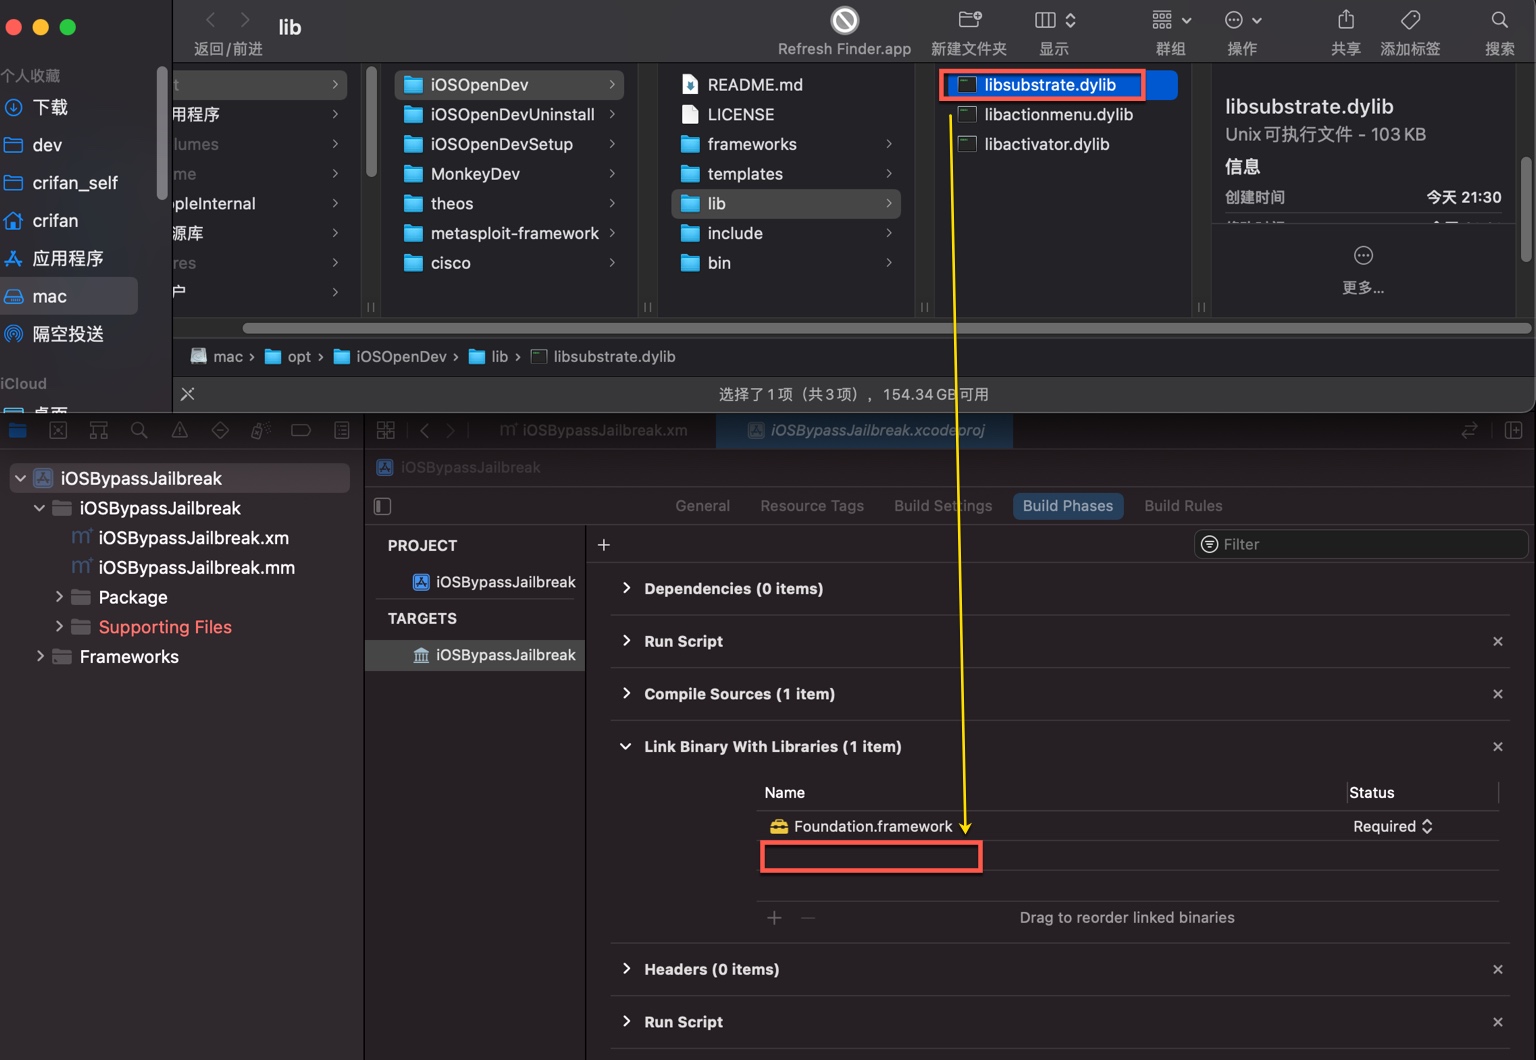 lib
返回/前进
Refresh Finder.app
新建文件夹
显示
群组
操作
共享
添加标签
搜索
个人收藏
下载
dev
crifan_self
crifan
应用程序
mac
隔空投送
iCloud
桌面
t
用程序
lumes
me
ppleInternal
源库
res
户
iOSOpenDev
iOSOpenDevUninstall
iOSOpenDevSetup
MonkeyDev
theos
metasploit-framework
cisco
README.md
LICENSE
frameworks
templates
lib
include
bin
libsubstrate.dylib
libactionmenu.dylib
libactivator.dylib
libsubstrate.dylib
Unix可执行文件 - 103 KB
信息
创建时间 今天 21:30
更多...
mac › opt › iOSOpenDev › lib › libsubstrate.dylib
选择了1项（共3项），154.34 GB可用
iOSBypassJailbreak.xm
iOSBypassJailbreak.xcodeproj
iOSBypassJailbreak
iOSBypassJailbreak
iOSBypassJailbreak
iOSBypassJailbreak.xm
iOSBypassJailbreak.mm
Package
Supporting Files
Frameworks
General
Resource Tags
Build Settings
Build Phases
Build Rules
PROJECT
iOSBypassJailbreak
TARGETS
iOSBypassJailbreak
Filter
Dependencies (0 items)
Run Script
Compile Sources (1 item)
Link Binary With Libraries (1 item)
Name Status
Foundation.framework Required
Drag to reorder linked binaries
Headers (0 items)
Run Script